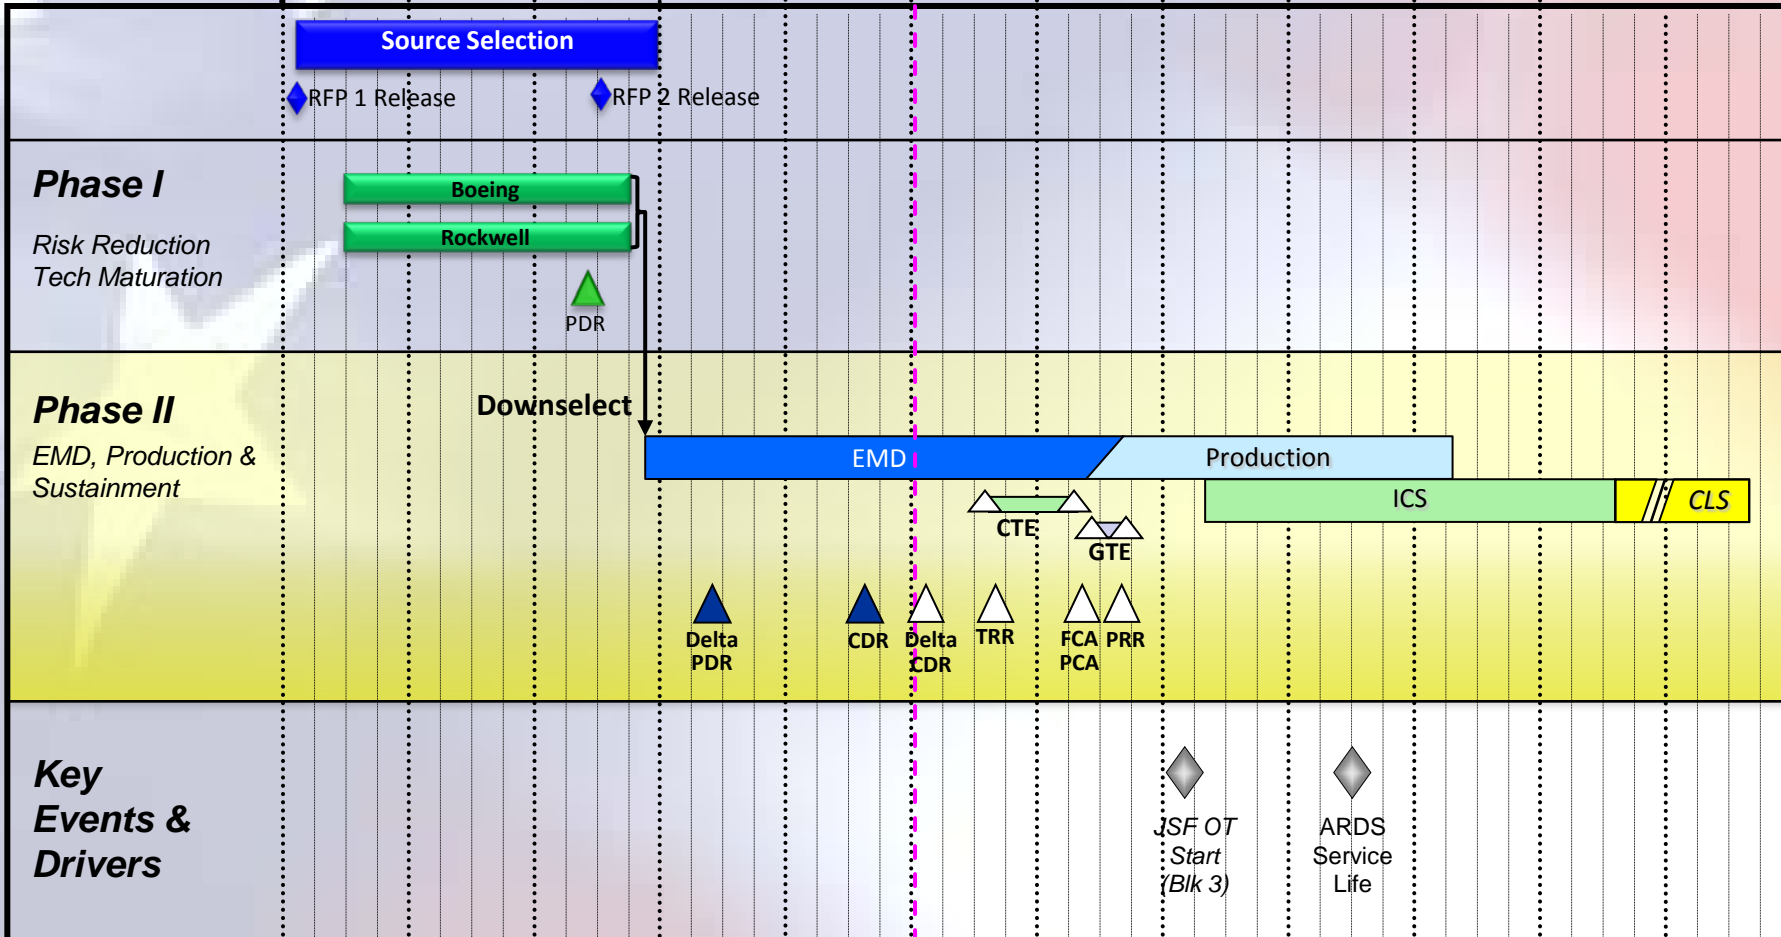 Source Selection
RFP 1 Release
RFP 2 Release
Phase I
Risk Reduction
Tech Maturation
Boeing
Rockwell
PDR
Phase II
EMD, Production &
Sustainment
Downselect
EMD
Production
ICS
CLS
CTE
GTE
Delta
PDR
CDR
Delta
CDR
TRR
FCA
PCA
PRR
Key
Events &
Drivers
JSF OT
Start
(Blk 3)
ARDS
Service
Life